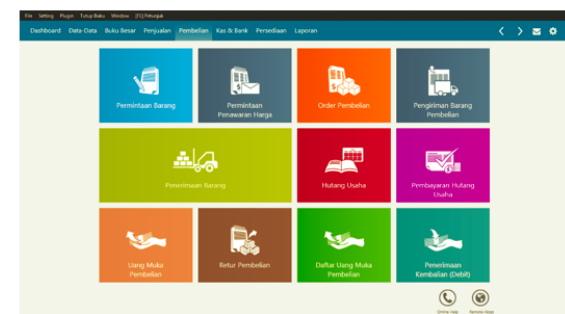 File Setting Plugin Tutup Buku Window [F1] Petunjuk
Dashboard Data-Data Buku Besar Penjualan Pembelian Kas & Bank Persediaan Laporan
Permintaan Barang
Permintaan
Penawaran Harga
Order Pembelian
Pengiriman Barang
Pembelian
Penerimaan Barang
Hutang Usaha
Pembayaran Hutang
Usaha
Uang Muka
Pembelian
Retur Pembelian
Daftar Uang Muka
Pembelian
Penerimaan
Kembalian (Debit)
Online Help
Remote Assist